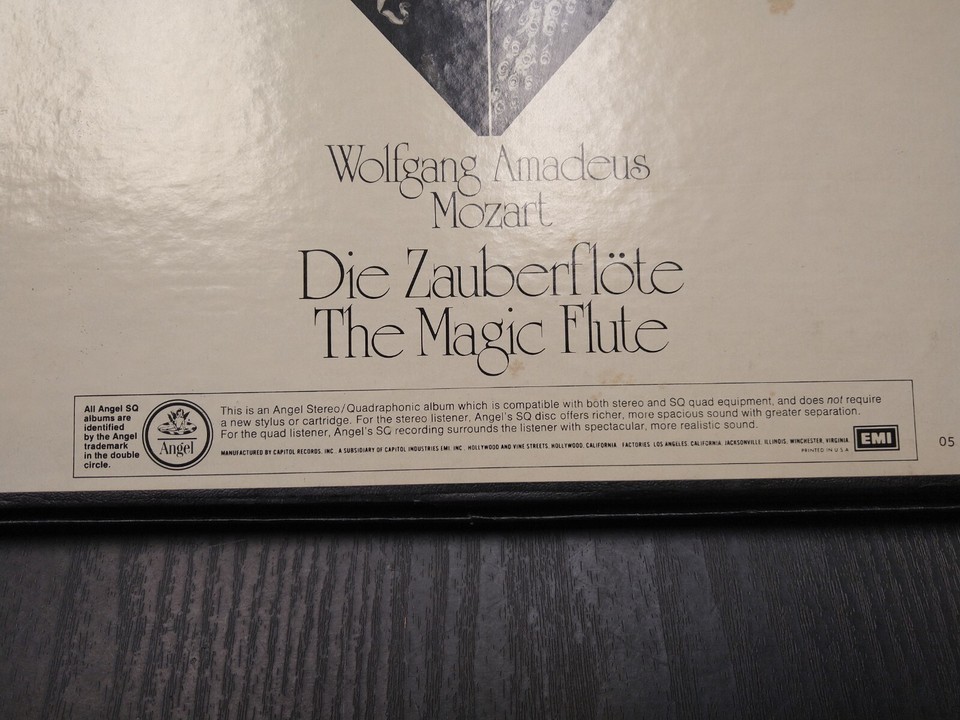 Wolfgang Amadeus
Mozart
Die Zauberflöte
The Magic Flute
All Angel SQ
albums are
identified
by the Angel
trademark
in the double
circle.
Angel
This is an Angel Stereo/Quadraphonic album which is compatible with both stereo and SQ quad equipment, and does not require
a new stylus or cartridge. For the stereo listener, Angel's SQ disc offers richer, more spacious sound with greater separation.
For the quad listener, Angel's SQ recording surrounds the listener with spectacular, more realistic sound.
MANUFACTURED BY CAPITOL RECORDS, INC., A SUBSIDIARY OF CAPITOL INDUSTRIES EMI, INC., HOLLYWOOD AND VINE STREETS, HOLLYWOOD, CALIFORNIA. FACTORIES: LOS ANGELES, CALIFORNIA, JACKSONVILLE, ILLINOIS, WINCHESTER, VIRGINIA.
PRINTED IN U.S.A.
EMI
05